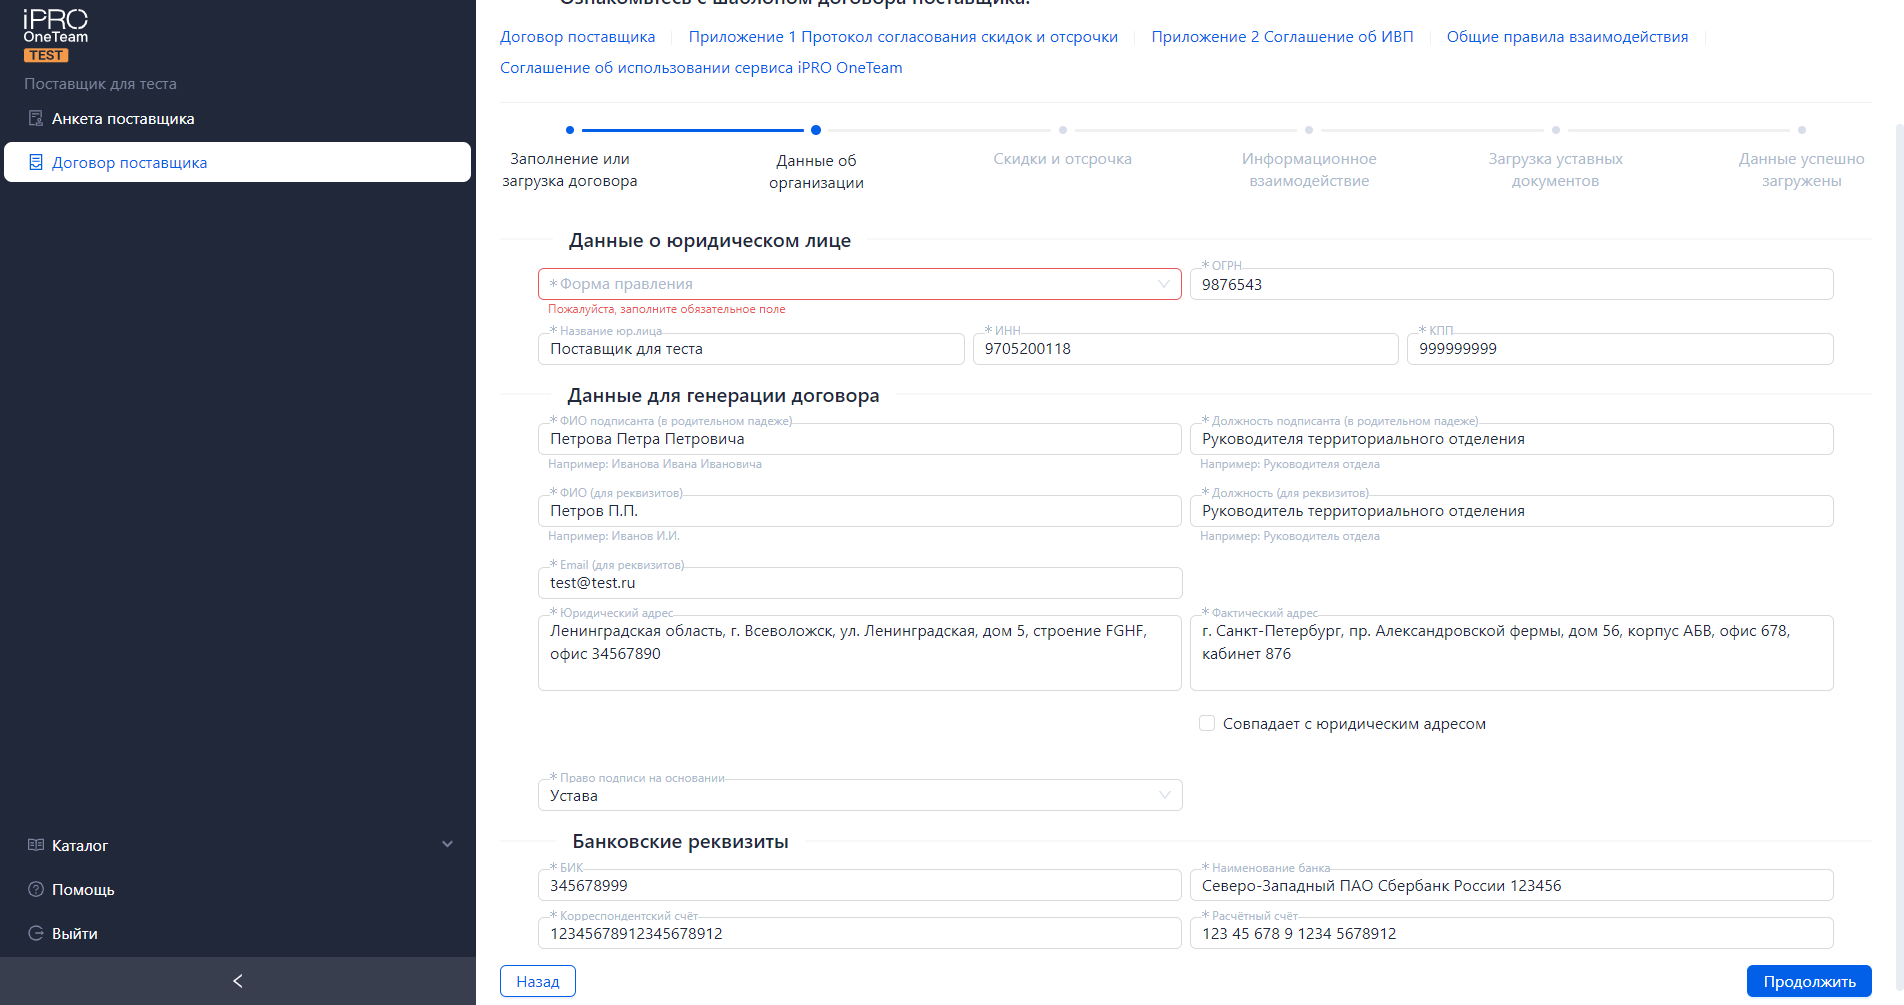 iPRO
OneTeam
TEST
Поставщик для теста
Анкета поставщика
Договор поставщика
Каталог
Помощь
Выйти
Ознакомьтесь с шаблоном договора поставщика:
Договор поставщика
Приложение 1 Протокол согласования скидок и отсрочки
Приложение 2 Соглашение об ИВП
Общие правила взаимодействия
Соглашение об использовании сервиса iPRO OneTeam
Заполнение или
загрузка договора
Данные об
организации
Скидки и отсрочка
Информационное
взаимодействие
Загрузка уставных
документов
Данные успешно
загружены
Данные о юридическом лице
* Форма правления
Пожалуйста, заполните обязательное поле
* ОГРН
9876543
* Название юр.лица
Поставщик для теста
* ИНН
9705200118
* КПП
999999999
Данные для генерации договора
* ФИО подписанта (в родительном падеже)
Петрова Петра Петровича
Например: Иванова Ивана Ивановича
* Должность подписанта (в родительном падеже)
Руководителя территориального отделения
Например: Руководителя отдела
* ФИО (для реквизитов)
Петров П.П.
Например: Иванов И.И.
* Должность (для реквизитов)
Руководитель территориального отделения
Например: Руководитель отдела
* Email (для реквизитов)
test@test.ru
* Юридический адрес
Ленинградская область, г. Всеволожск, ул. Ленинградская, дом 5, строение FGHF,
офис 34567890
* Фактический адрес
г. Санкт-Петербург, пр. Александровской фермы, дом 56, корпус АБВ, офис 678,
кабинет 876
Совпадает с юридическим адресом
* Право подписи на основании
Устава
Банковские реквизиты
* БИК
345678999
* Наименование банка
Северо-Западный ПАО Сбербанк России 123456
* Корреспондентский счёт
12345678912345678912
* Расчётный счёт
123 45 678 9 1234 5678912
Назад
Продолжить